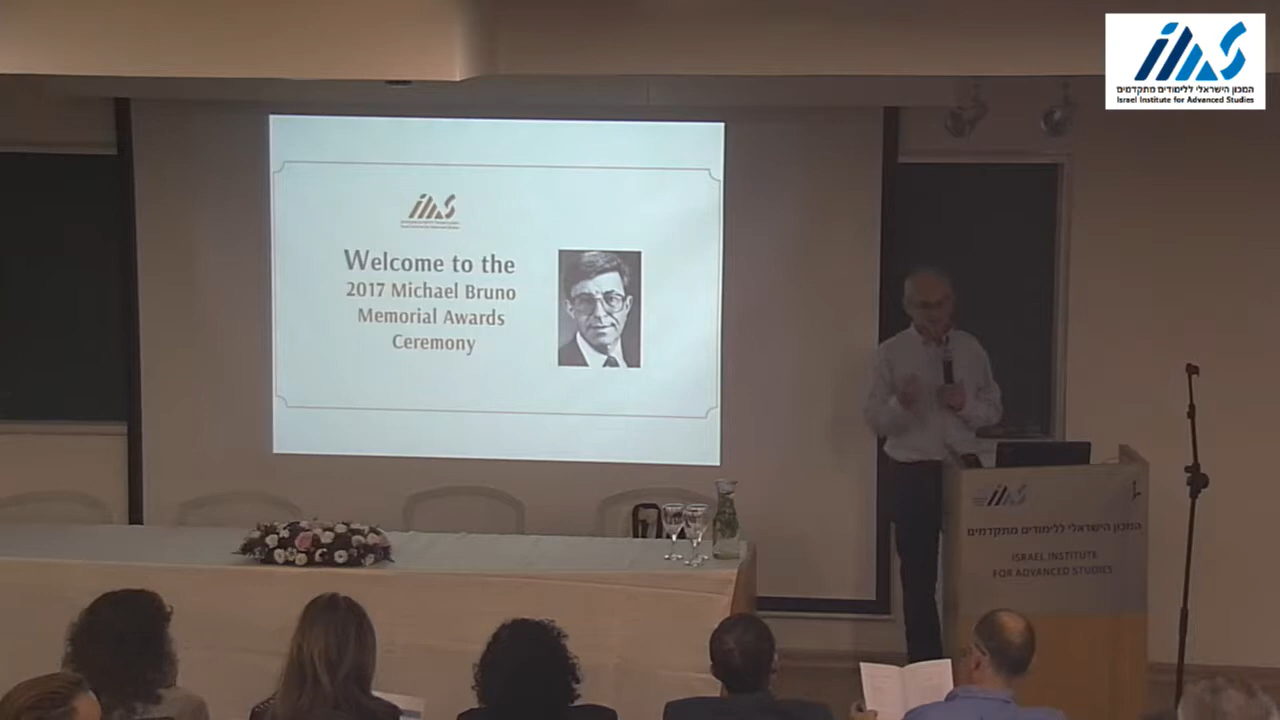 המכון הישראלי ללימודים מתקדמים
Israel Institute for Advanced Studies
Welcome to the
2017 Michael Bruno
Memorial Awards
Ceremony
המכון הישראלי ללימודים מתקדמים
ISRAEL INSTITUTE
FOR ADVANCED STUDIES